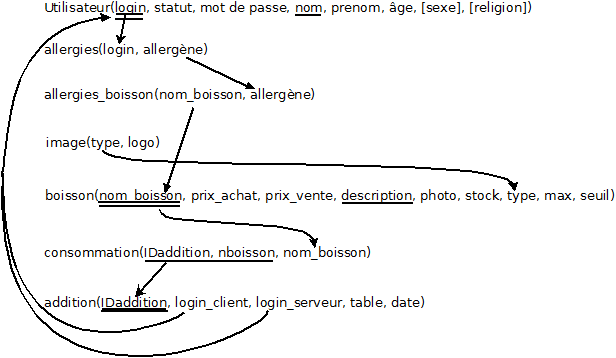 Utilisateur(login, statut, mot de passe, nom, prenom, âge, [sexe], [religion])
allergies(login, allergène)
allergies_boisson(nom_boisson, allergène)
image(type, logo)
boisson(nom_boisson, prix_achat, prix_vente, description, photo, stock, type, max, seuil)
consommation(IDaddition, nboisson, nom_boisson)
addition(IDaddition, login_client, login_serveur, table, date)